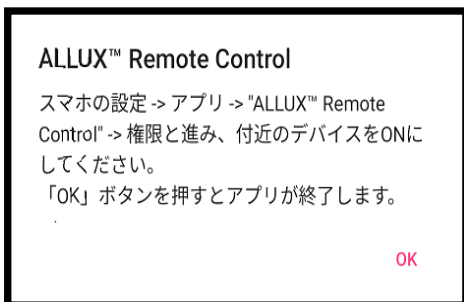 ALLUX™ Remote Control
スマホの設定 -> アプリ -> "ALLUX™ Remote
Control" -> 権限と進み、付近のデバイスをONに
してください。
「OK」ボタンを押すとアプリが終了します。
OK